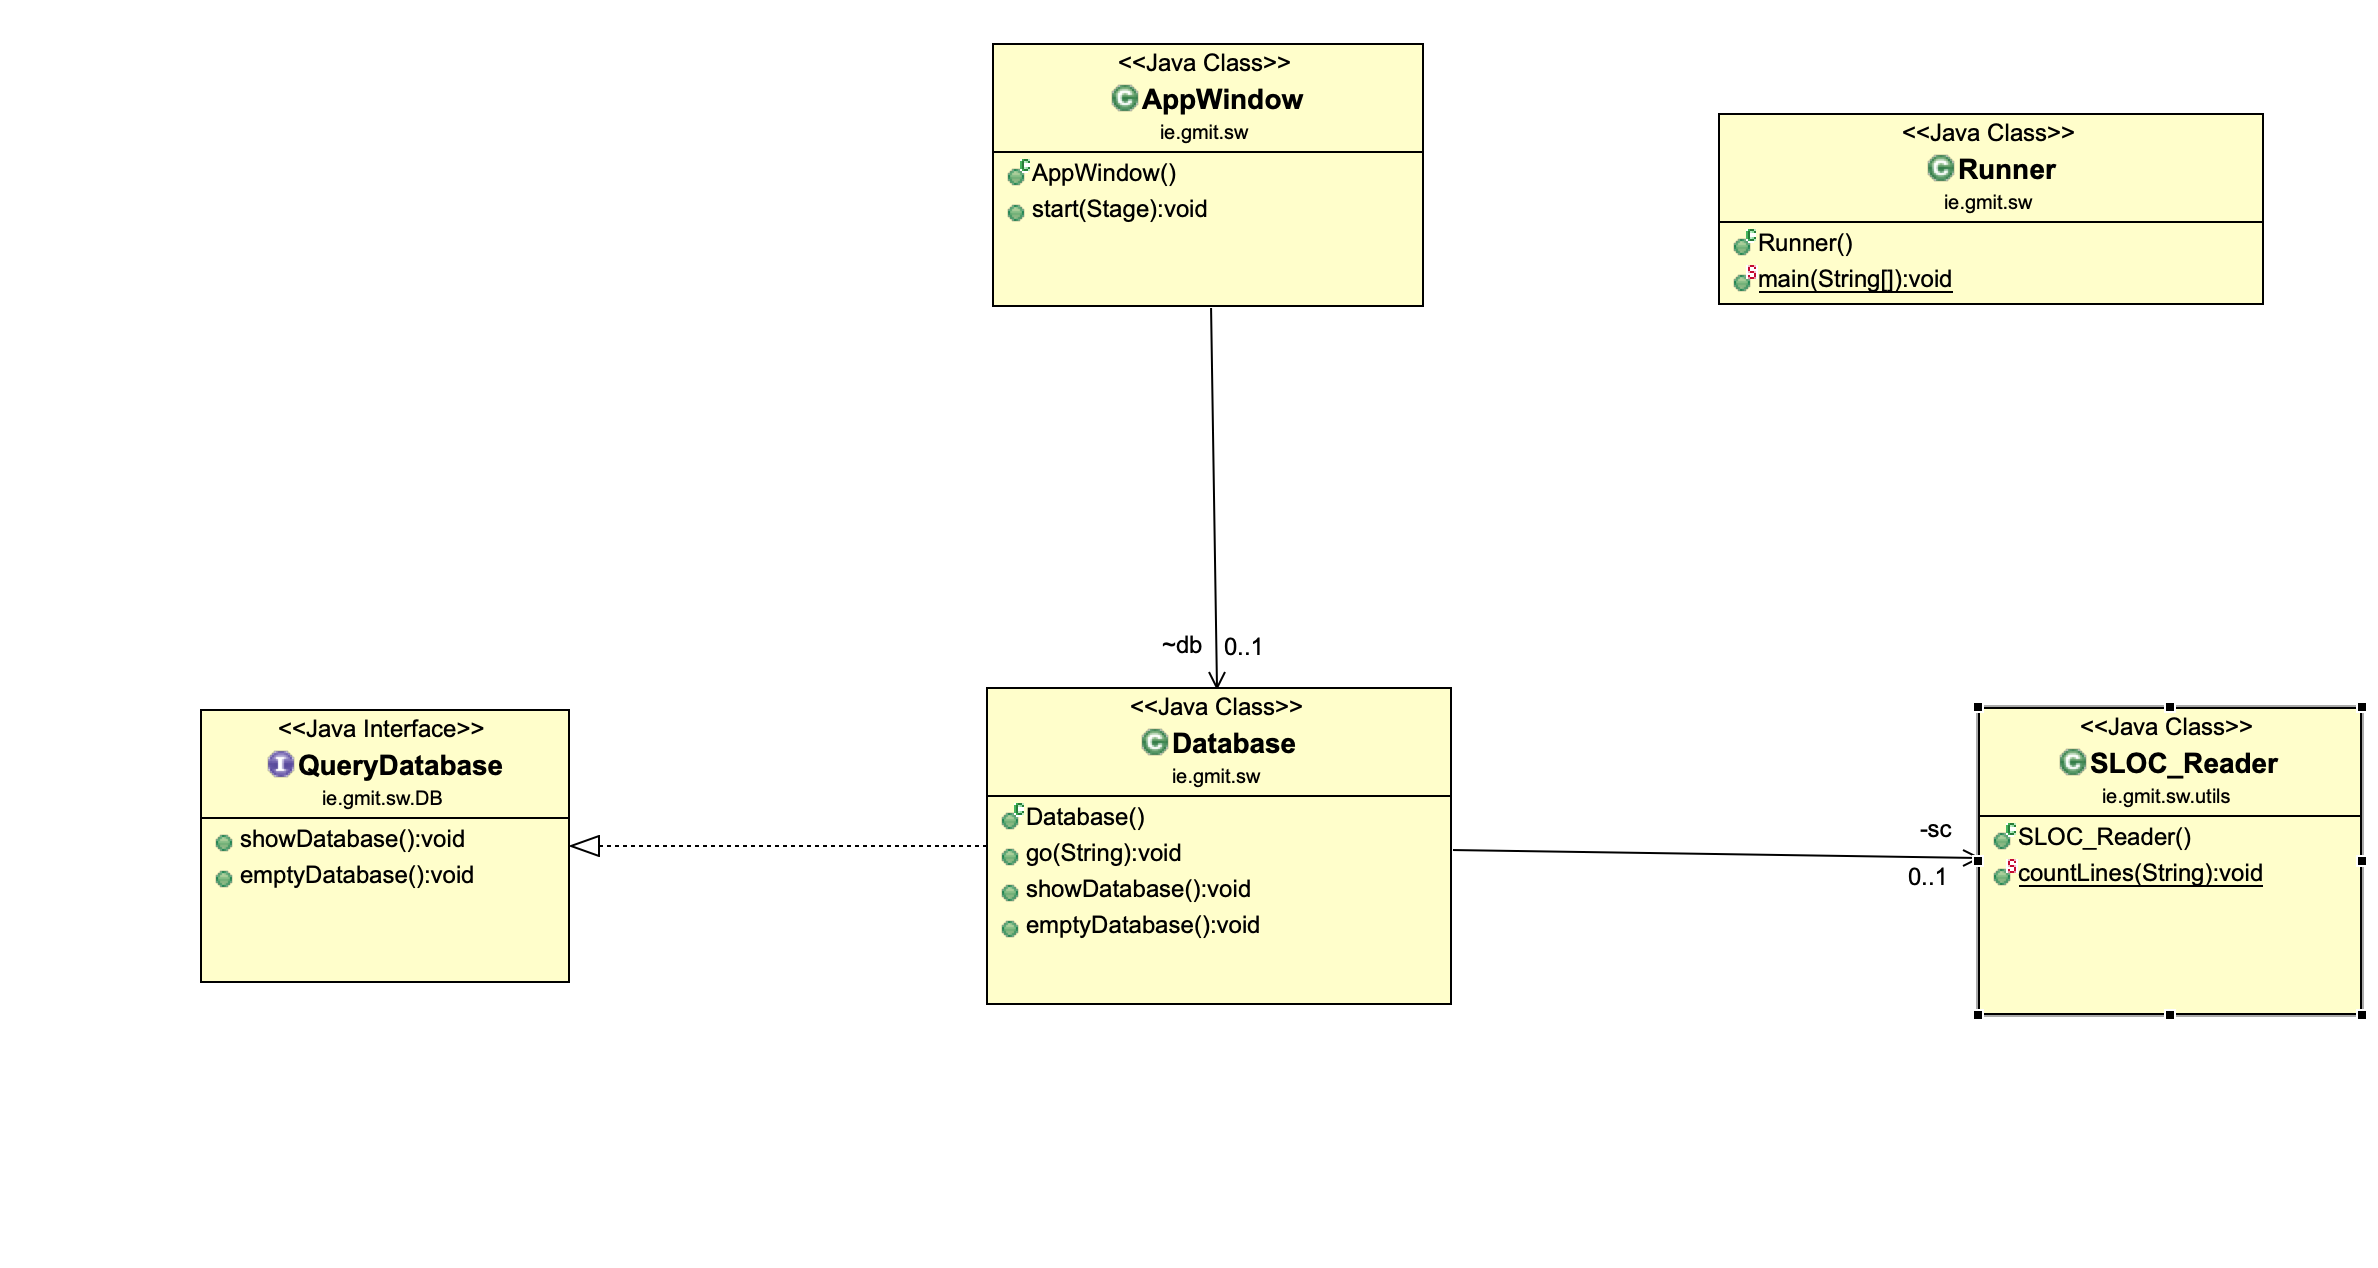 <<Java Class>>
AppWindow
ie.gmit.sw
AppWindow()
start(Stage):void
<<Java Class>>
Runner
ie.gmit.sw
Runner()
main(String[]):void
~db
0..1
<<Java Interface>>
QueryDatabase
ie.gmit.sw.DB
showDatabase():void
emptyDatabase():void
<<Java Class>>
Database
ie.gmit.sw
Database()
go(String):void
showDatabase():void
emptyDatabase():void
-sc
0..1
<<Java Class>>
SLOC_Reader
ie.gmit.sw.utils
SLOC_Reader()
countLines(String):void